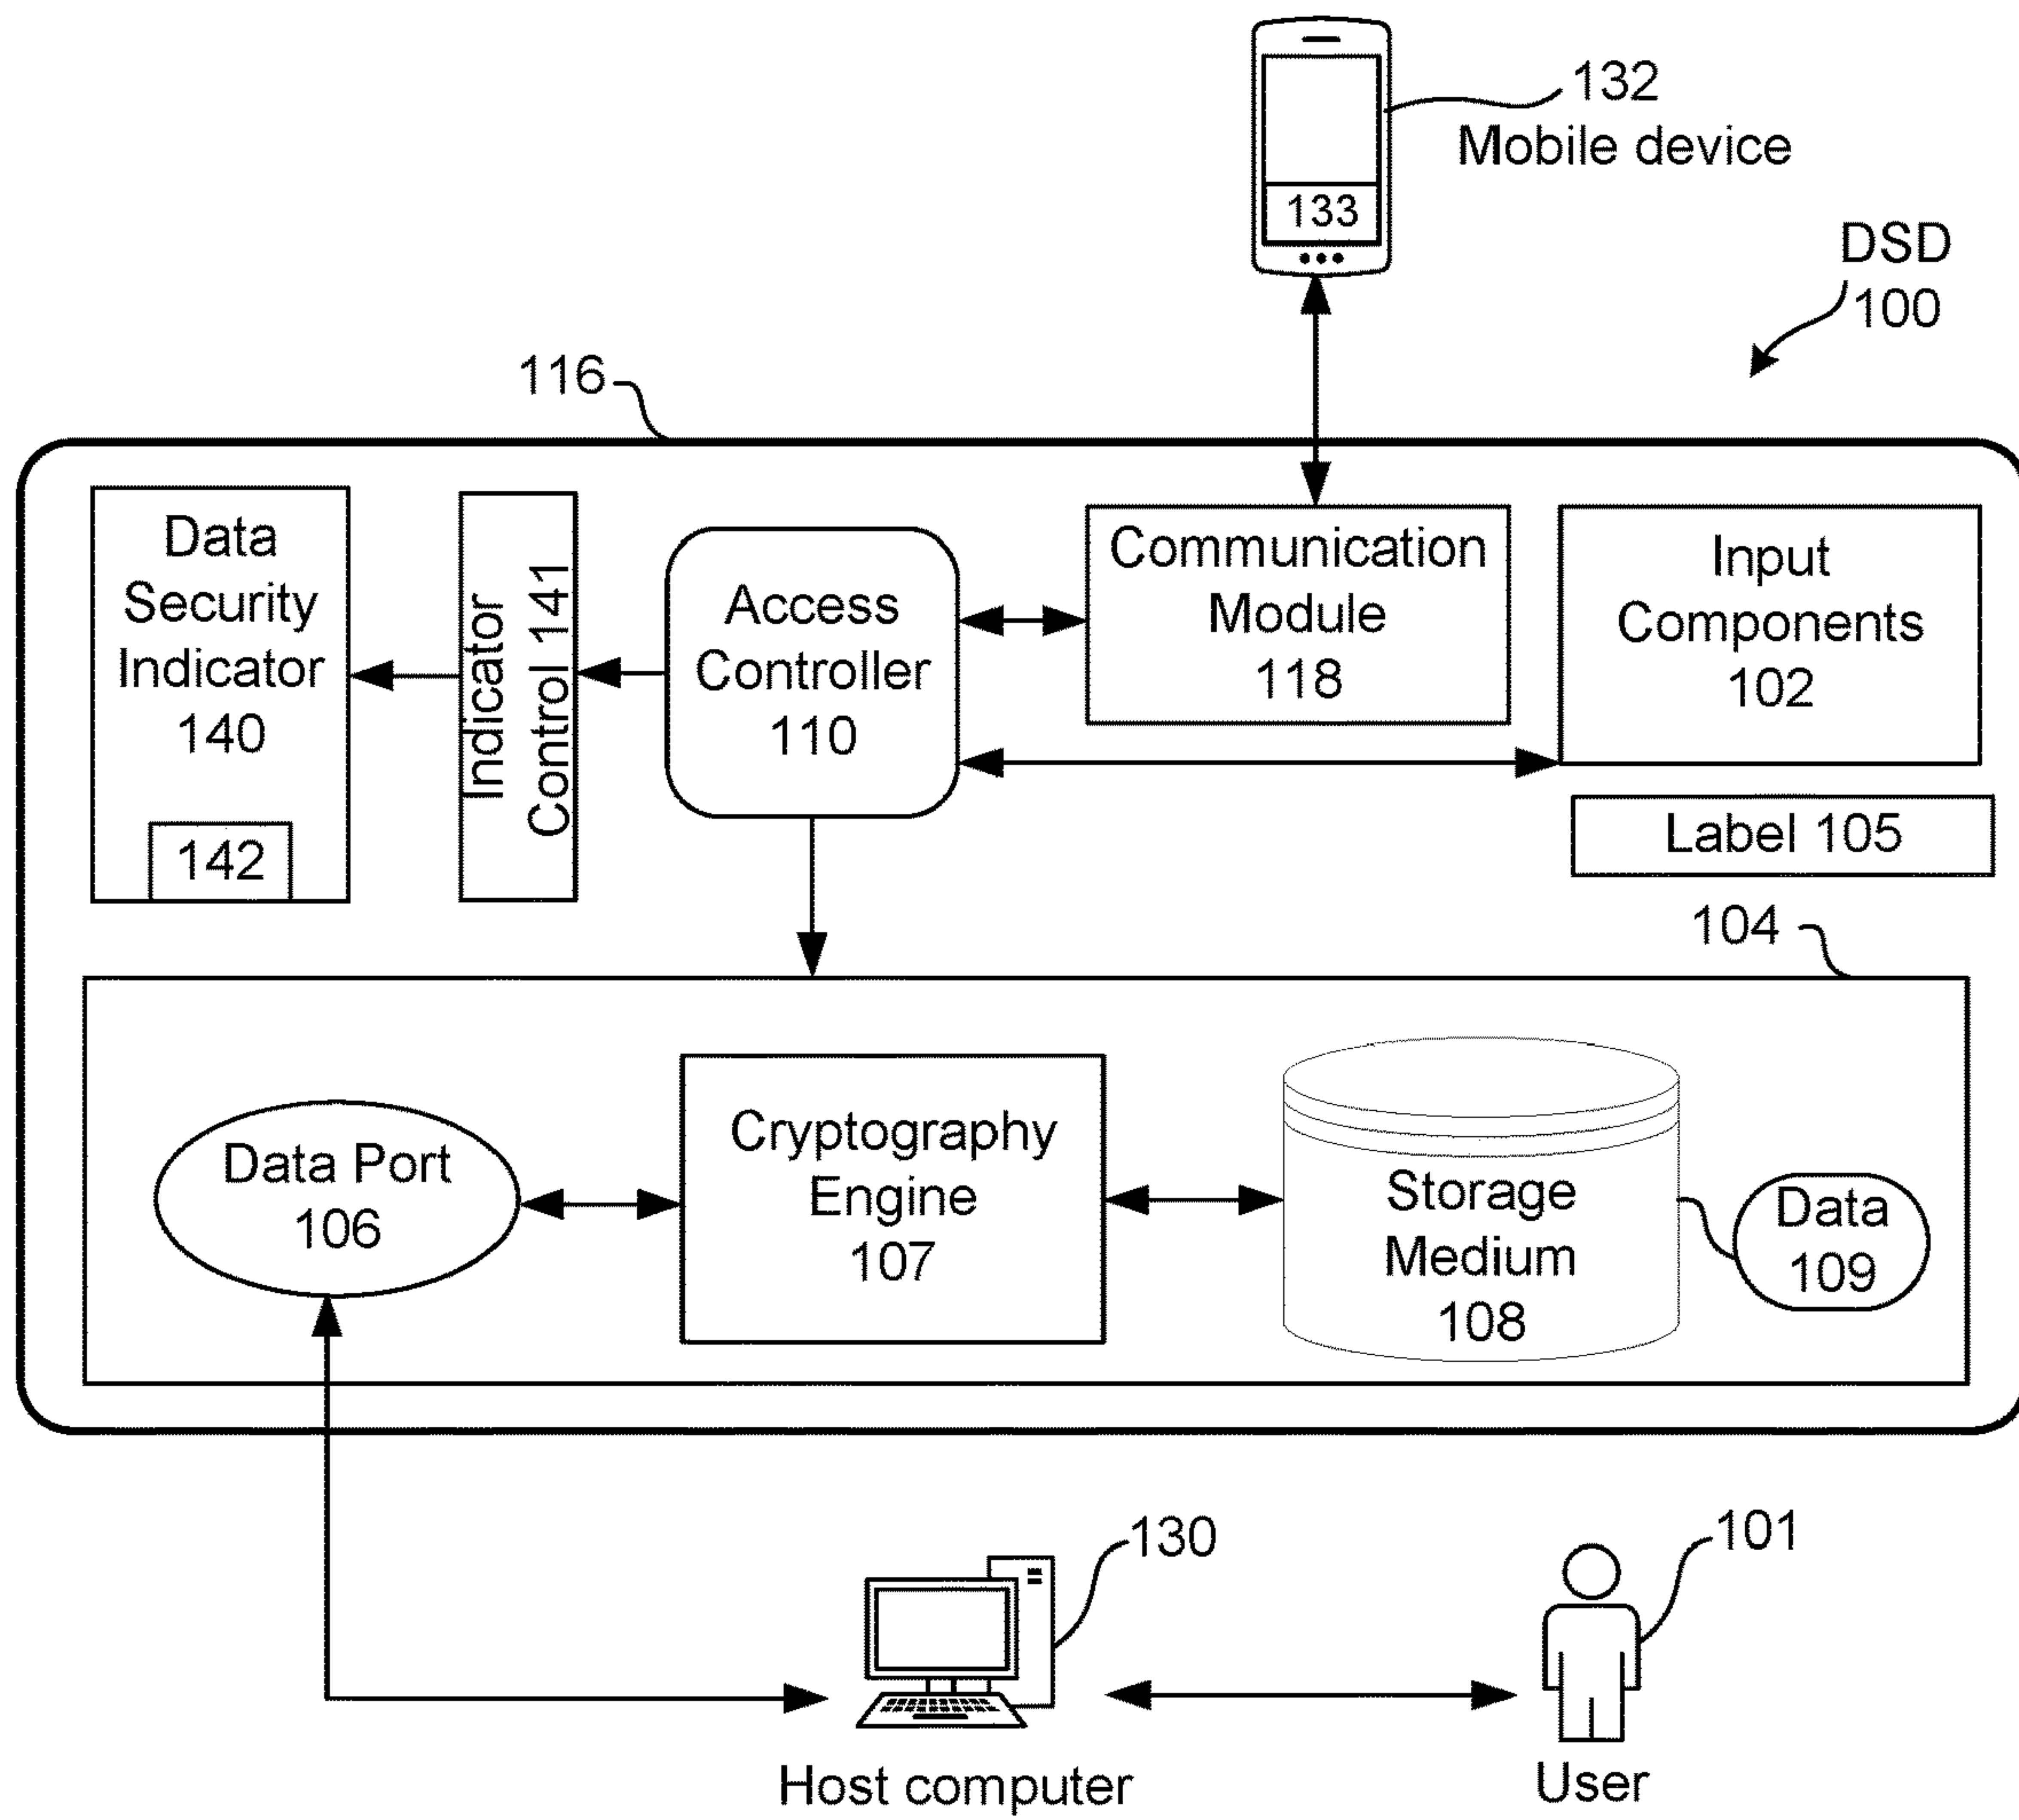 132
Mobile device
133
DSD
100
116
Data
Security
Indicator
140
142
Indicator
Control 141
Access
Controller
110
Communication
Module
118
Input
Components
102
Label 105
104
Data Port
106
Cryptography
Engine
107
Storage
Medium
108
Data
109
130
101
Host computer
User